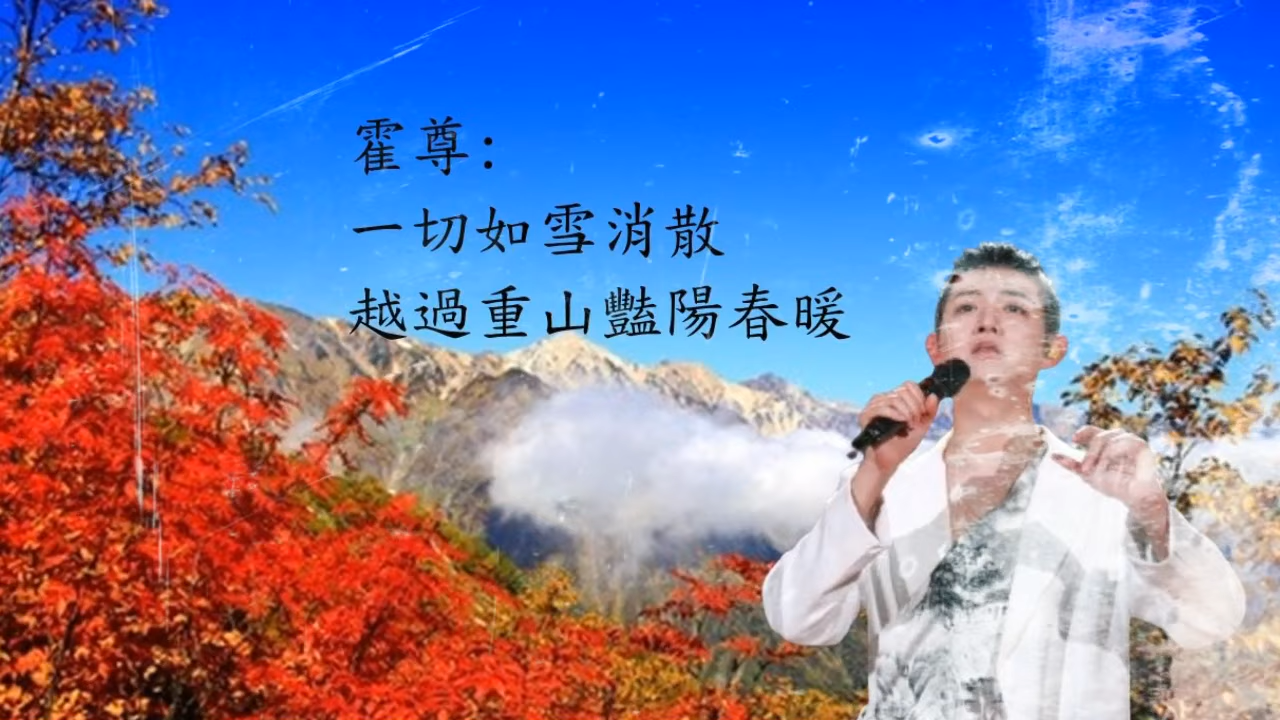 霍尊：
一切如雪消散
越過重山豔陽春暖